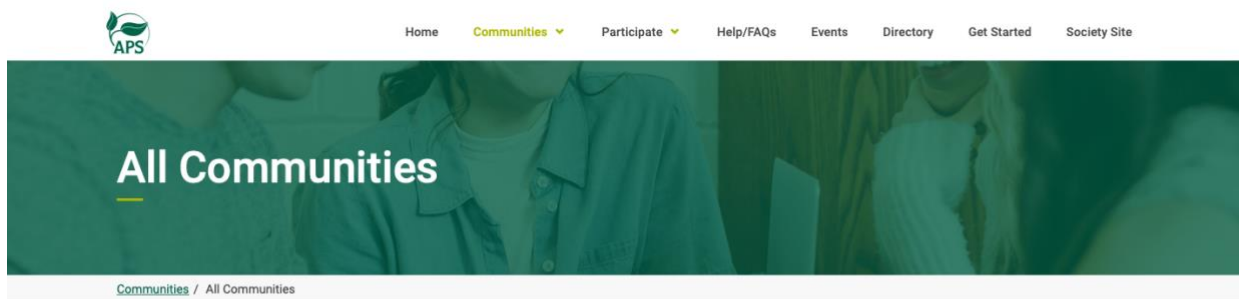 APS
Home Communities Participate Help/FAQs Events Directory Get Started Society Site
All Communities
Communities / All Communities